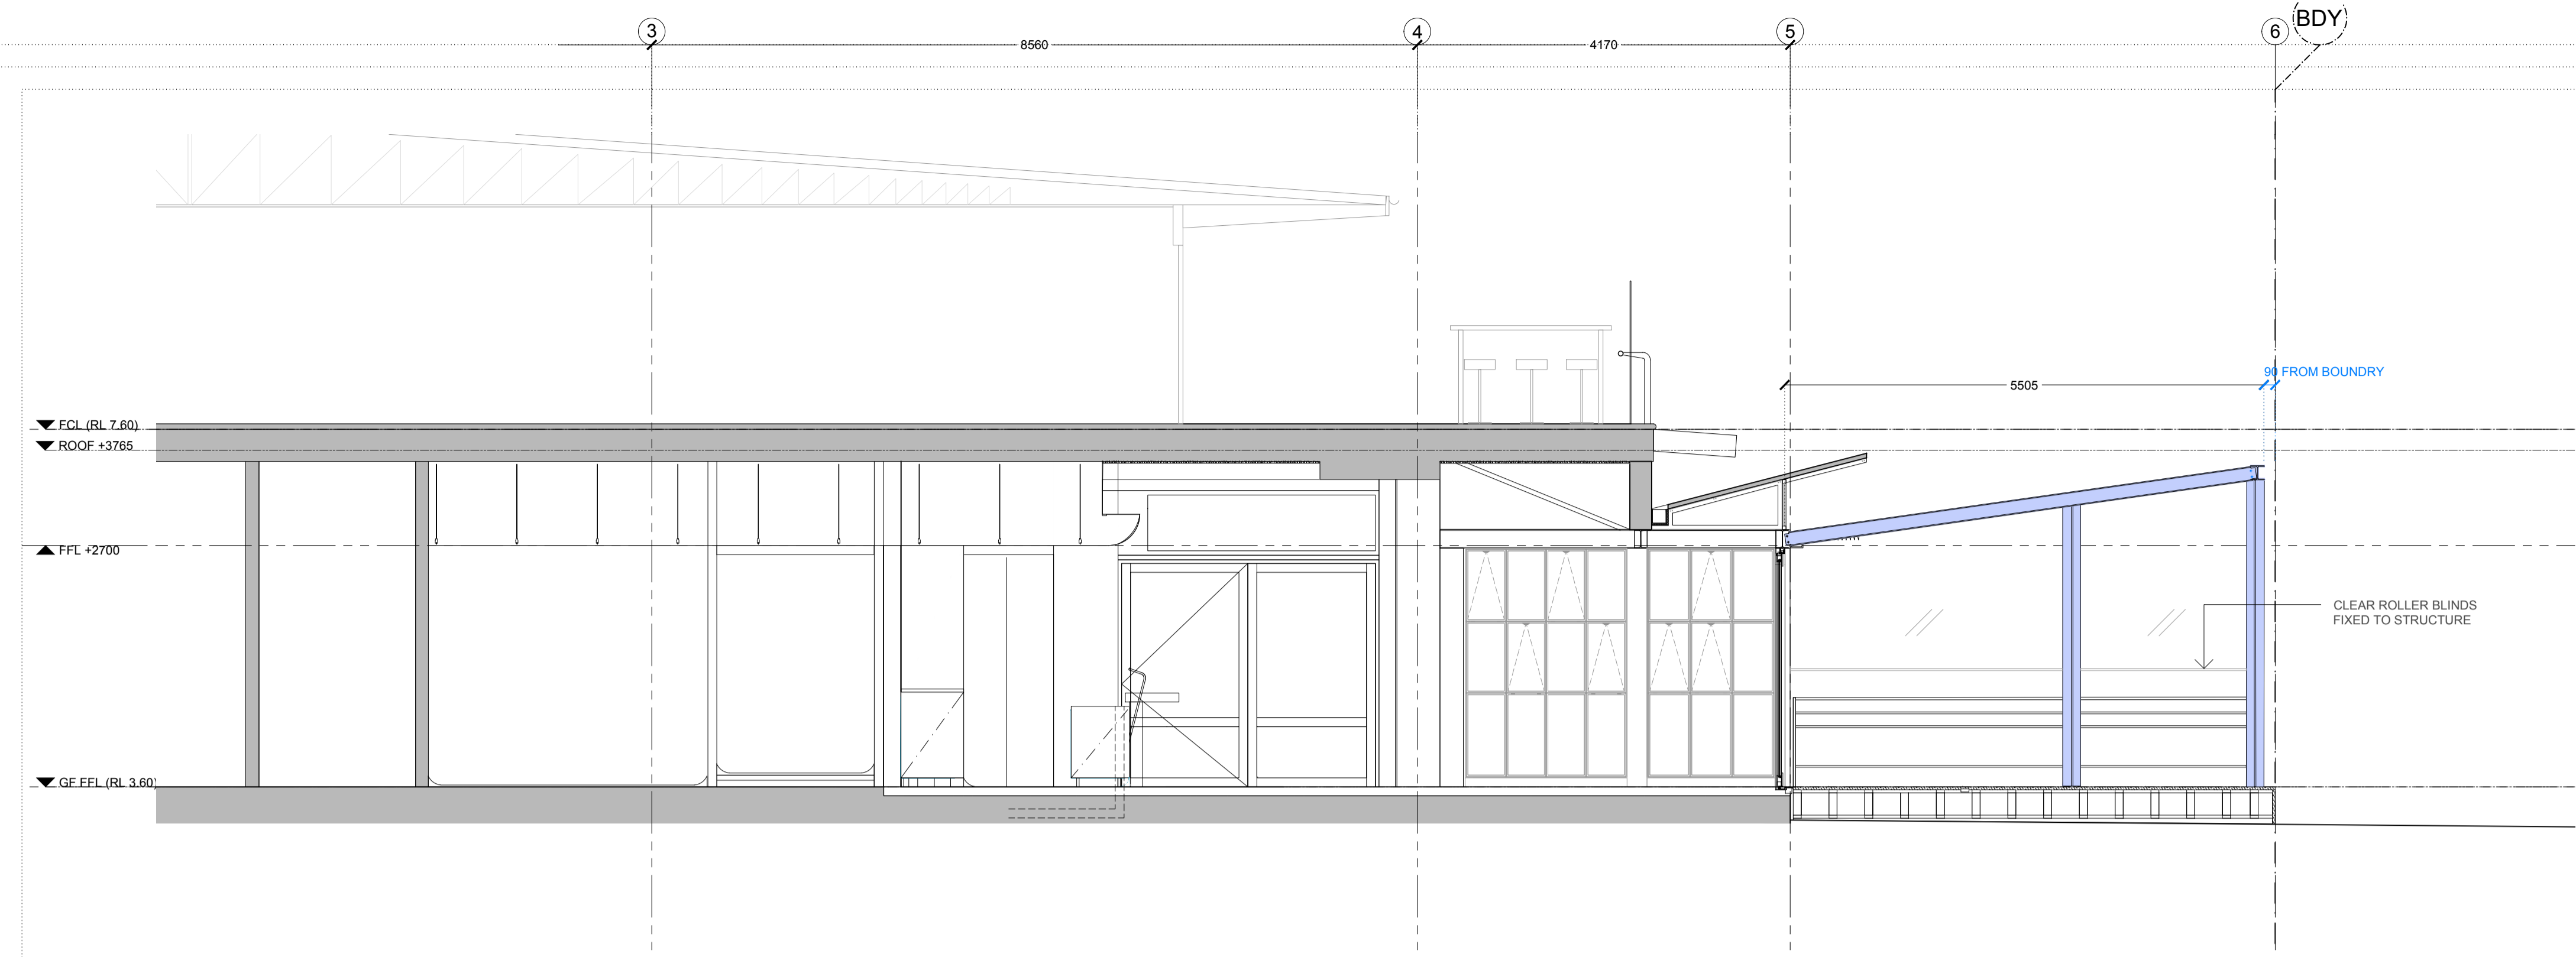 BDY
3
4
5
6
8560
4170
5505
90 FROM BOUNDRY
FCL (RL 7.60)
ROOF +3765
FFL +2700
CLEAR ROLLER BLINDS
FIXED TO STRUCTURE
GF FFL (RL 3.60)